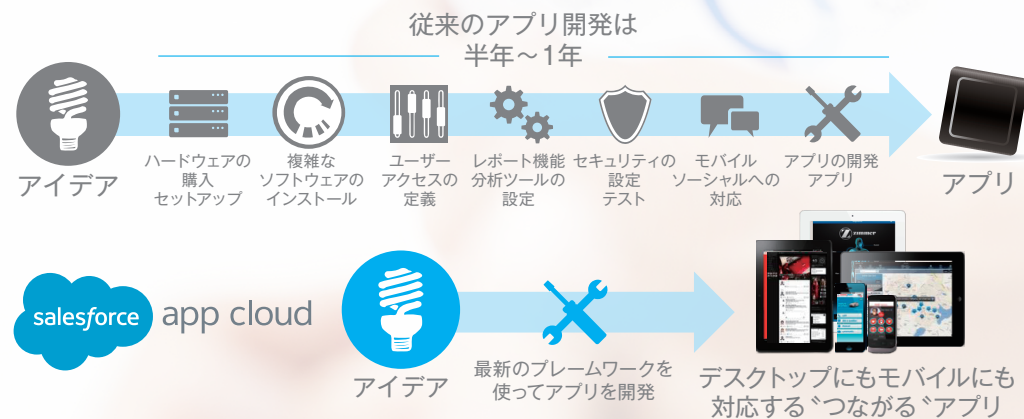 従来のアプリ開発は
半年～1年
アイデア
ハードウェアの
購入
セットアップ
複雑な
ソフトウェアの
インストール
ユーザー
アクセスの
定義
レポート機能
分析ツールの
設定
セキュリティの
設定
テスト
モバイル
ソーシャルへの
対応
アプリの開発
アプリ
アプリ
salesforce app cloud
アイデア
最新のプレームワークを
使ってアプリを開発
zimmer
デスクトップにもモバイルにも
対応する〝つながる〝アプリ